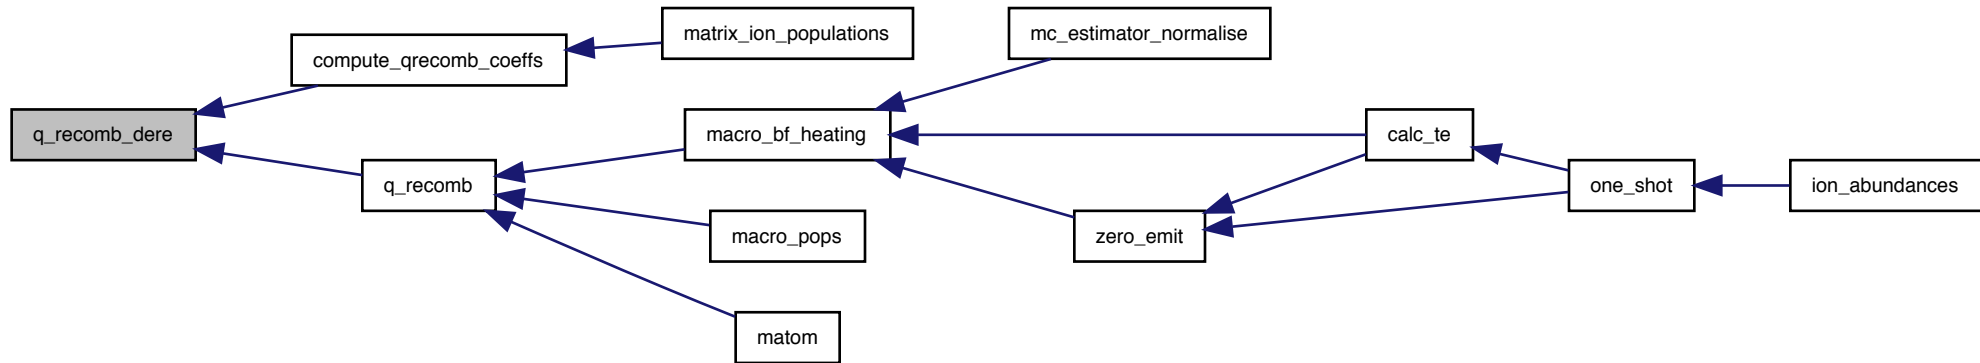 matrix_ion_populations
mc_estimator_normalise
compute_qrecomb_coeffs
q_recomb_dere
macro_bf_heating
calc_te
q_recomb
one_shot
ion_abundances
macro_pops
zero_emit
matom